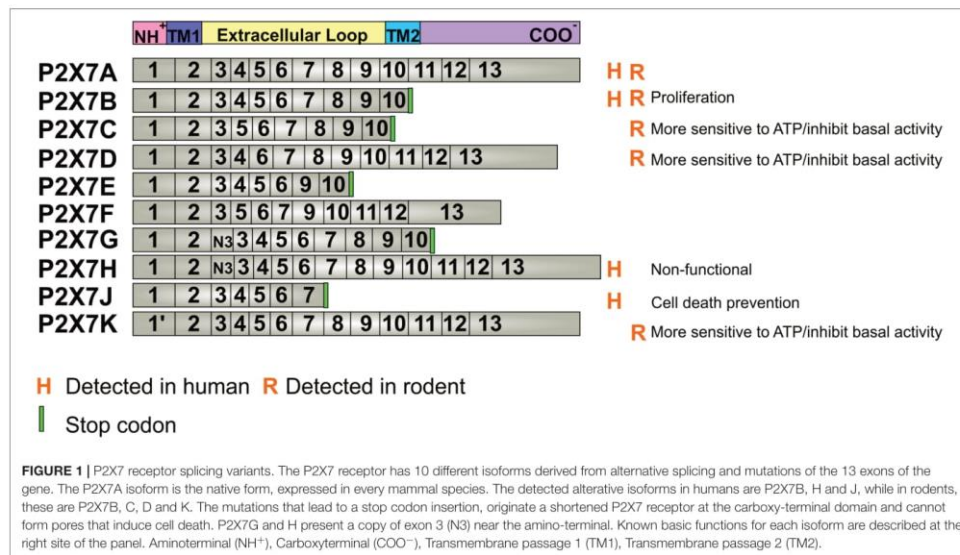 NH+ TM1 Extracellular Loop TM2 COO-
P2X7A 1 2 3 4 5 6 7 8 9 10 11 12 13 H R
P2X7B 1 2 3 4 5 6 7 8 9 10 H R Proliferation
P2X7C 1 2 3 5 6 7 8 9 10 R More sensitive to ATP/inhibit basal activity
P2X7D 1 2 3 4 6 7 8 9 10 11 12 13 R More sensitive to ATP/inhibit basal activity
P2X7E 1 2 3 4 5 6 9 10
P2X7F 1 2 3 5 6 7 9 10 11 12 13
P2X7G 1 2 N3 3 4 5 6 7 8 9 10
P2X7H 1 2 N3 3 4 5 6 7 8 9 10 11 12 13 H Non-functional
P2X7J 1 2 3 4 5 6 7 H Cell death prevention
P2X7K 1' 2 3 4 5 6 7 8 9 10 11 12 13 R More sensitive to ATP/inhibit basal activity
H Detected in human R Detected in rodent
Stop codon
FIGURE 1 | P2X7 receptor splicing variants. The P2X7 receptor has 10 different isoforms derived from alternative splicing and mutations of the 13 exons of the
gene. The P2X7A isoform is the native form, expressed in every mammal species. The detected alterative isoforms in humans are P2X7B, H and J, while in rodents,
these are P2X7B, C, D and K. The mutations that lead to a stop codon insertion, originate a shortened P2X7 receptor at the carboxy-terminal domain and cannot
form pores that induce cell death. P2X7G and H present a copy of exon 3 (N3) near the amino-terminal. Known basic functions for each isoform are described at the
right site of the panel. Aminoterminal (NH+), Carboxyterminal (COO−), Transmembrane passage 1 (TM1), Transmembrane passage 2 (TM2).